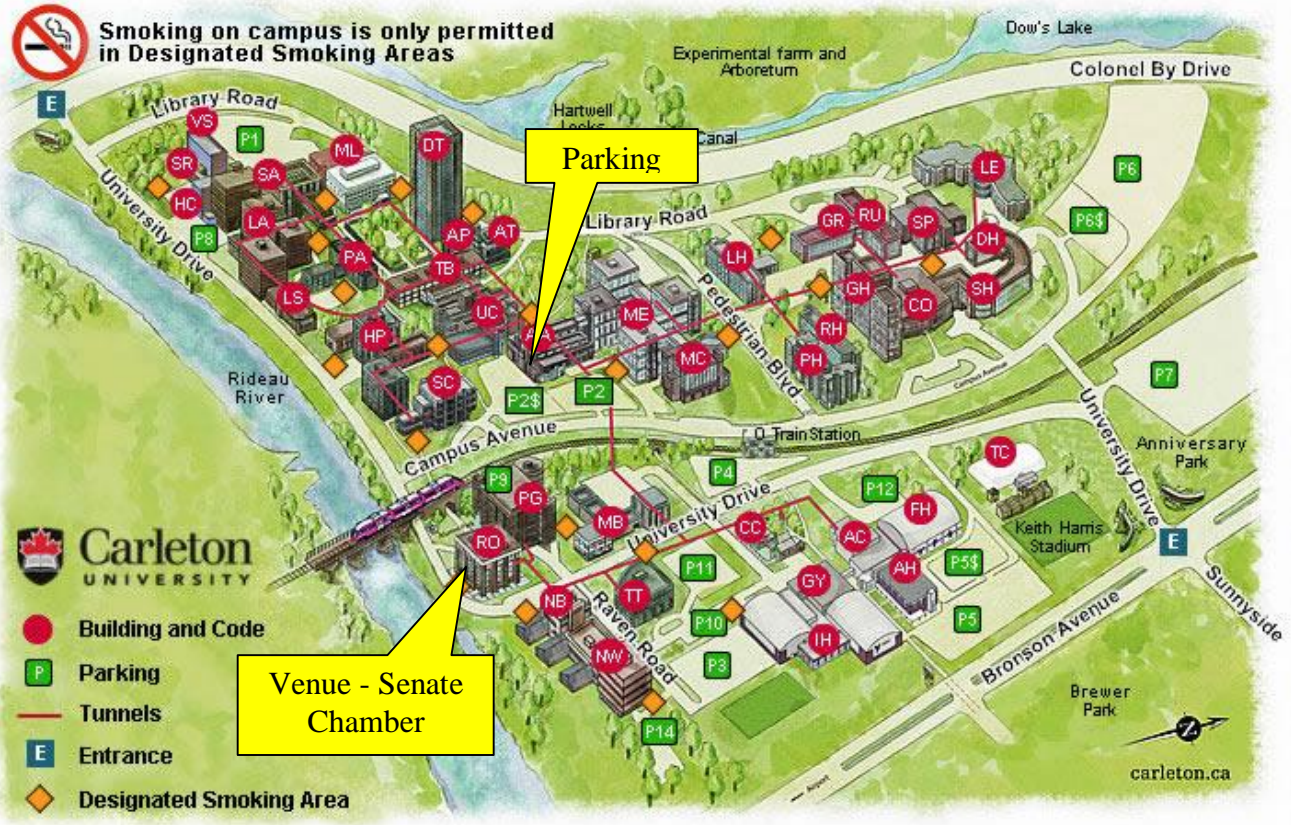 Smoking on campus is only permitted
in Designated Smoking Areas
Dow's Lake
Experimental farm and
Arboretum
Colonel By Drive
E
Library Road
Hartwell
Canal
Parking
VS
P1
ML
DT
SR
SA
HC
LE
P6
P6$
University Drive
P8
LA
AP
AT
Library Road
GR
RU
SP
DH
PA
TB
LH
LS
UC
ME
Pedestrian Blvd
GH
CO
SH
HP
AA
MC
RH
PH
Rideau
River
SC
P2$
P2
Campus Avenue
P7
Campus Avenue
O Train Station
University Drive
Anniversary
Park
TC
P9
PG
P4
P12
FH
RO
MB
University Drive
CC
AC
Keith Harris
Stadium
E
Carleton
UNIVERSITY
P11
GY
AH
P5$
Sunnyside
NB
TT
Raven Road
P10
P5
Building and Code
NW
P3
IH
Bronson Avenue
P
Parking
Venue - Senate
Chamber
Brewer
Park
Tunnels
P14
N
E
Entrance
carleton.ca
Airport
Designated Smoking Area